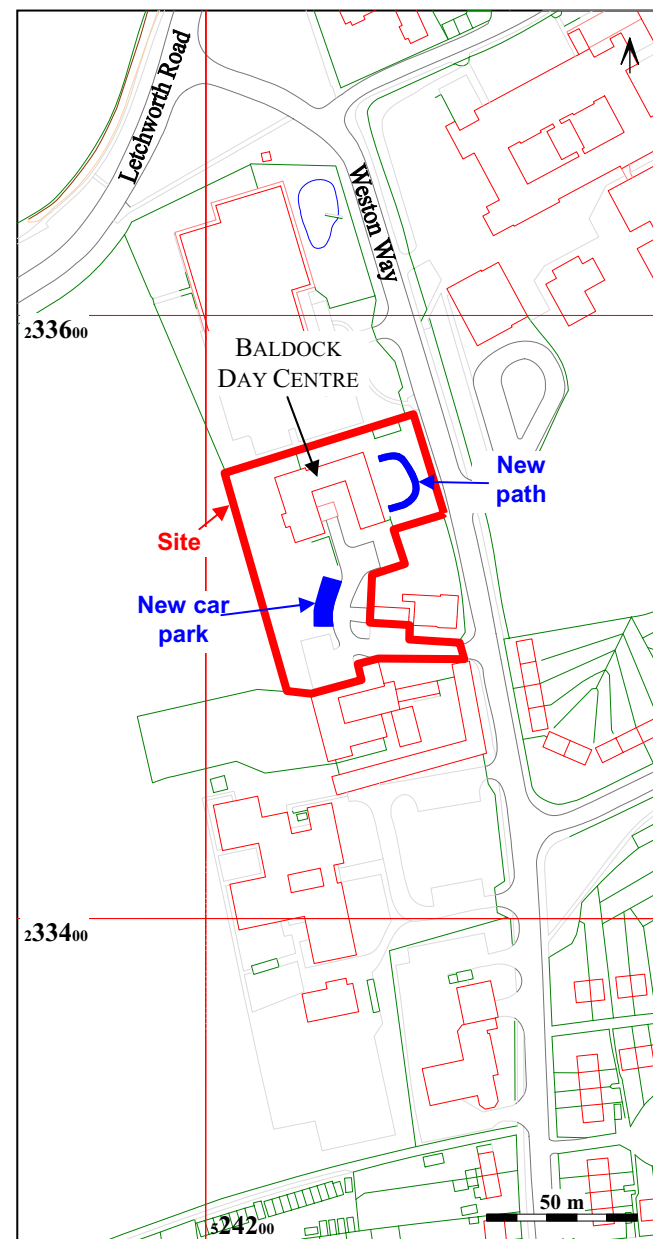 Letchworth Road
Weston Way
233600
BALDOCK
DAY CENTRE
New
path
Site
New car
park
233400
50 m
524200